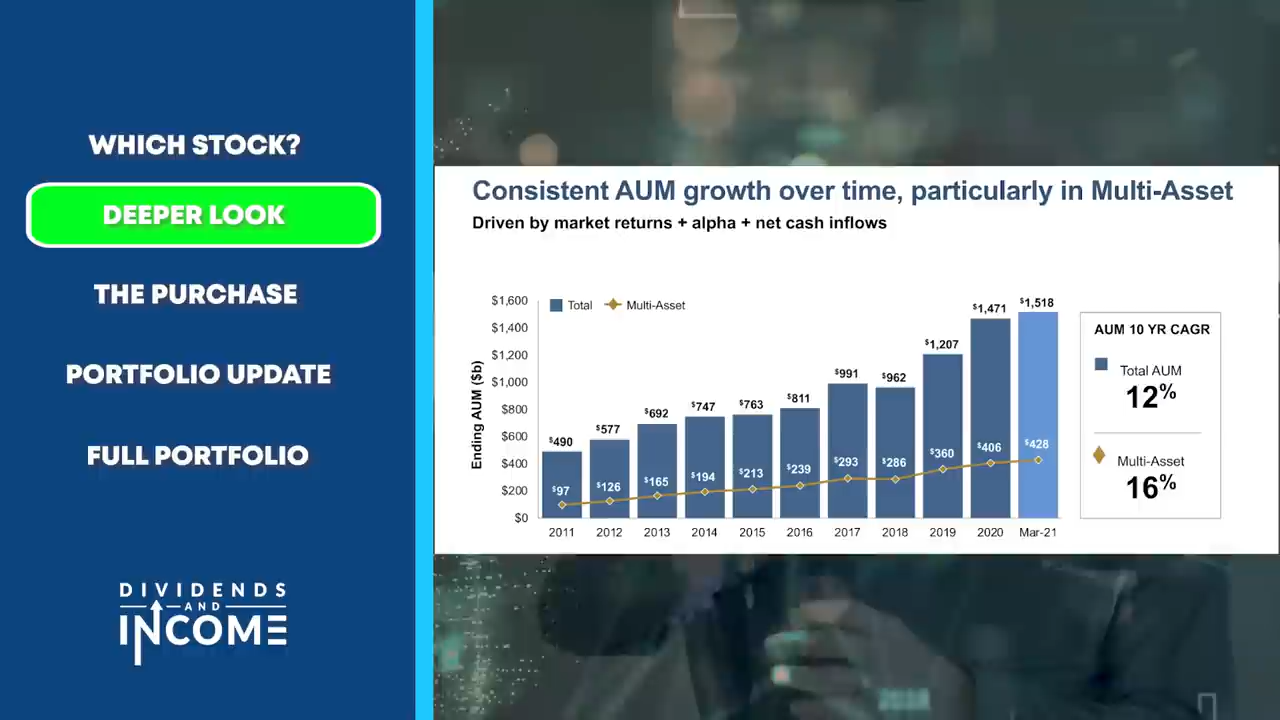 WHICH STOCK?
DEEPER LOOK
THE PURCHASE
PORTFOLIO UPDATE
FULL PORTFOLIO
DIVIDENDS
AND
INCOME
Consistent AUM growth over time, particularly in Multi-Asset
Driven by market returns + alpha + net cash inflows
Total Multi-Asset
Ending AUM ($b)
$1,600
$1,400
$1,200
$1,000
$800
$600
$400
$200
$0
$490 $577 $692 $747 $763 $811 $991 $962 $1,207 $1,471 $1,518
$97 $126 $165 $194 $213 $239 $293 $286 $360 $406 $428
2011 2012 2013 2014 2015 2016 2017 2018 2019 2020 Mar-21
AUM 10 YR CAGR
Total AUM
12%
Multi-Asset
16%